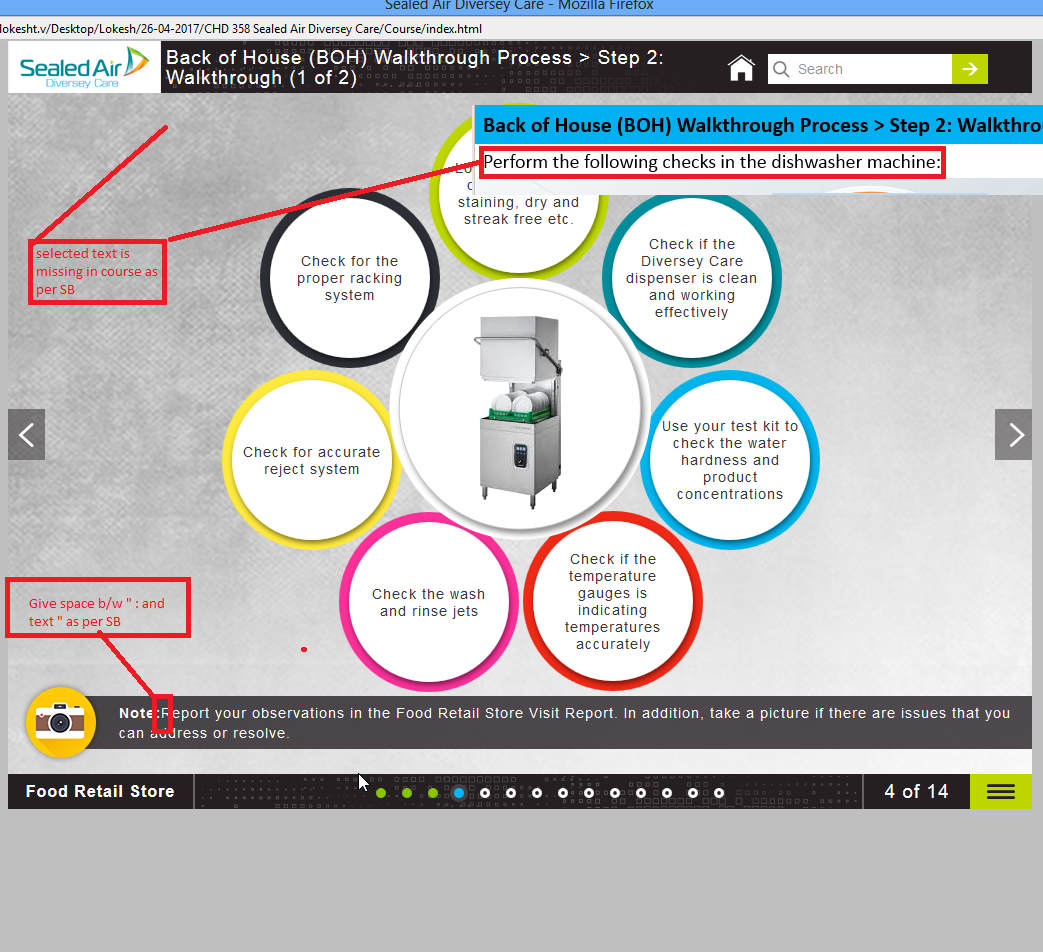 Sealed Air Diversey Care - Mozilla Firefox
lokesht.v/Desktop/Lokesh/26-04-2017/CHD 358 Sealed Air Diversey Care/Course/index.html
Sealed Air
Diversey Care
Back of House (BOH) Walkthrough Process > Step 2:
Walkthrough (1 of 2)
Search
Back of House (BOH) Walkthrough Process > Step 2: Walkthro
Perform the following checks in the dishwasher machine:
staining, dry and
streak free etc.
selected text is
missing in course as
per SB
Check for the
proper racking
system
Check if the
Diversey Care
dispenser is clean
and working
effectively
Check for accurate
reject system
Use your test kit to
check the water
hardness and
product
concentrations
Check the wash
and rinse jets
Check if the
temperature
gauges is
indicating
temperatures
accurately
Give space b/w " : and
text " as per SB
Note:Report your observations in the Food Retail Store Visit Report. In addition, take a picture if there are issues that you
can address or resolve.
Food Retail Store
4 of 14